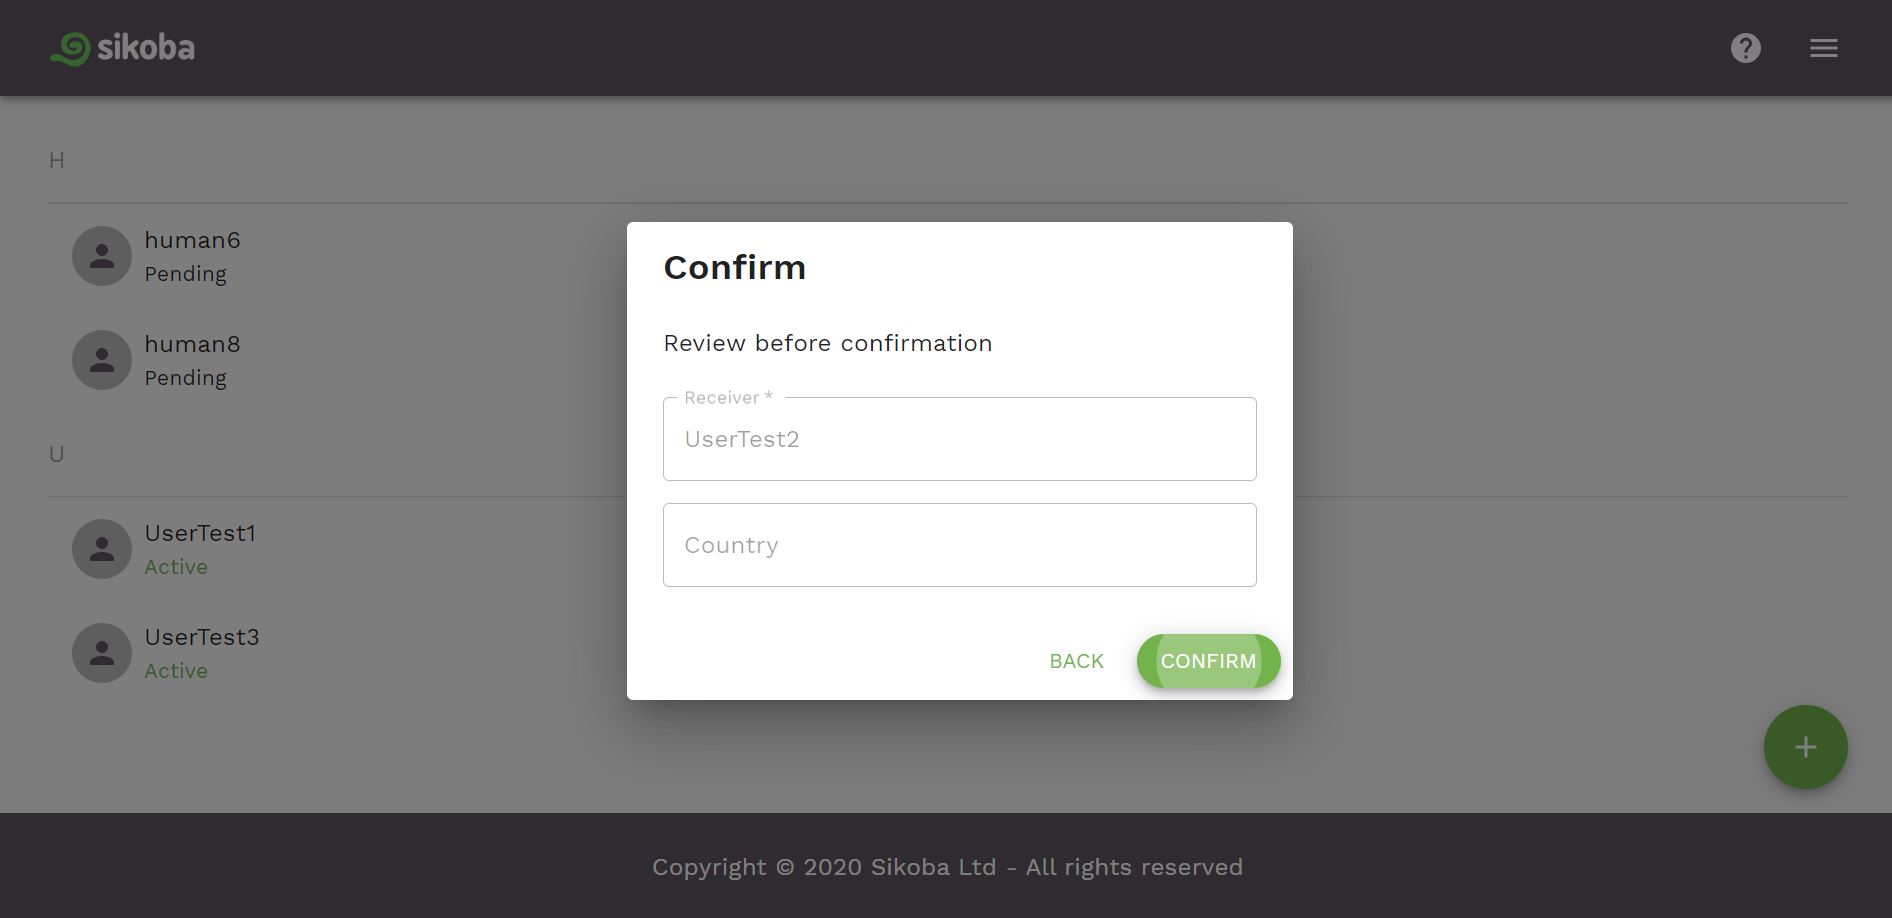 sikoba
H
human6
Pending
human8
Pending
U
UserTest1
Active
UserTest3
Active
Confirm
Review before confirmation
Receiver *
UserTest2
Country
BACK
CONFIRM
Copyright © 2020 Sikoba Ltd - All rights reserved